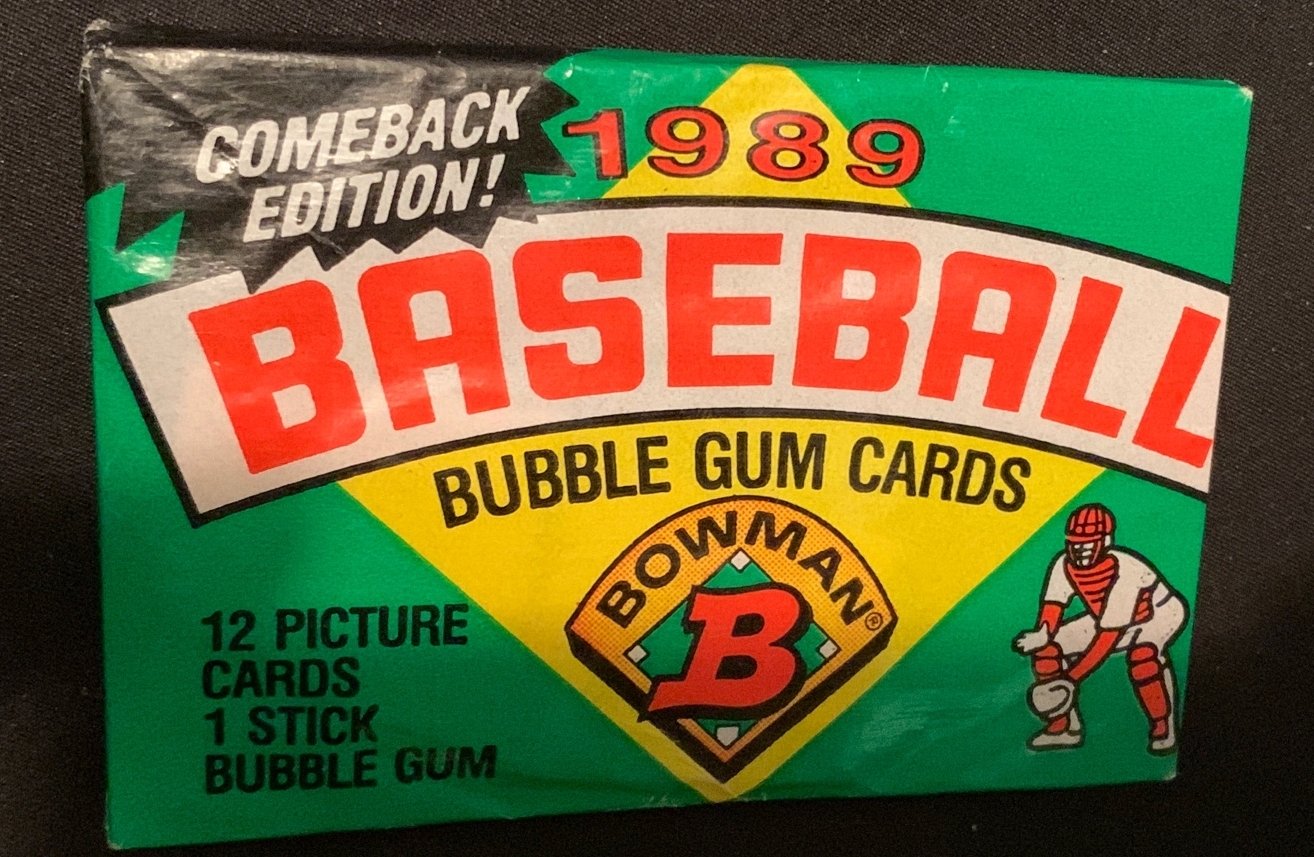 COMEBACK
EDITION!
1989
BASEBALL
BUBBLE GUM CARDS
BOWMAN®
B
12 PICTURE
CARDS
1 STICK
BUBBLE GUM